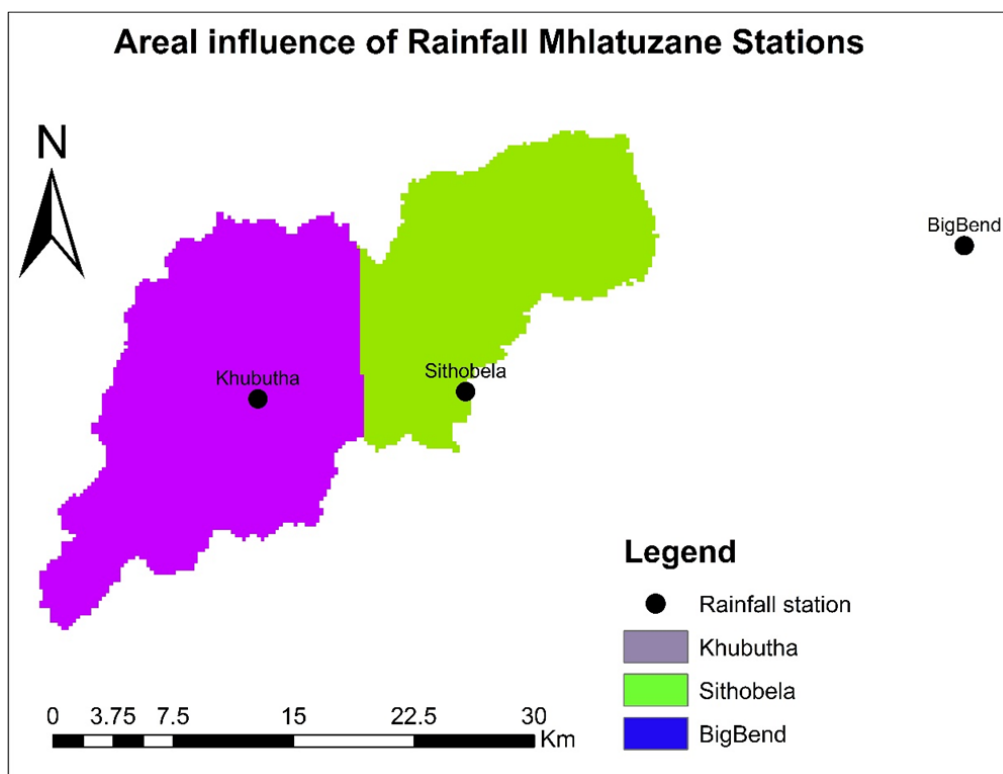 Areal influence of Rainfall Mhlatuzane Stations
N
BigBend
Khubutha
Sithobela
Legend
Rainfall station
Khubutha
Sithobela
BigBend
0 3.75 7.5 15 22.5 30
Km